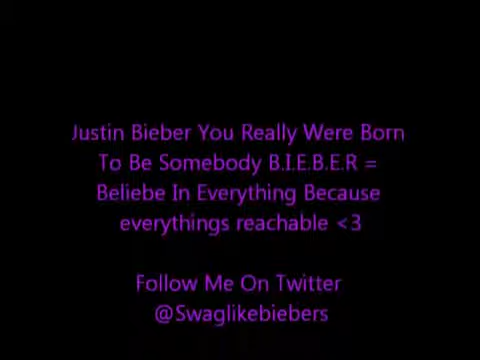 Justin Bieber You Really Were Born
To Be Somebody B.I.E.B.E.R =
Beliebe In Everything Because
everythings reachable <3
Follow Me On Twitter
@Swaglikebiebers